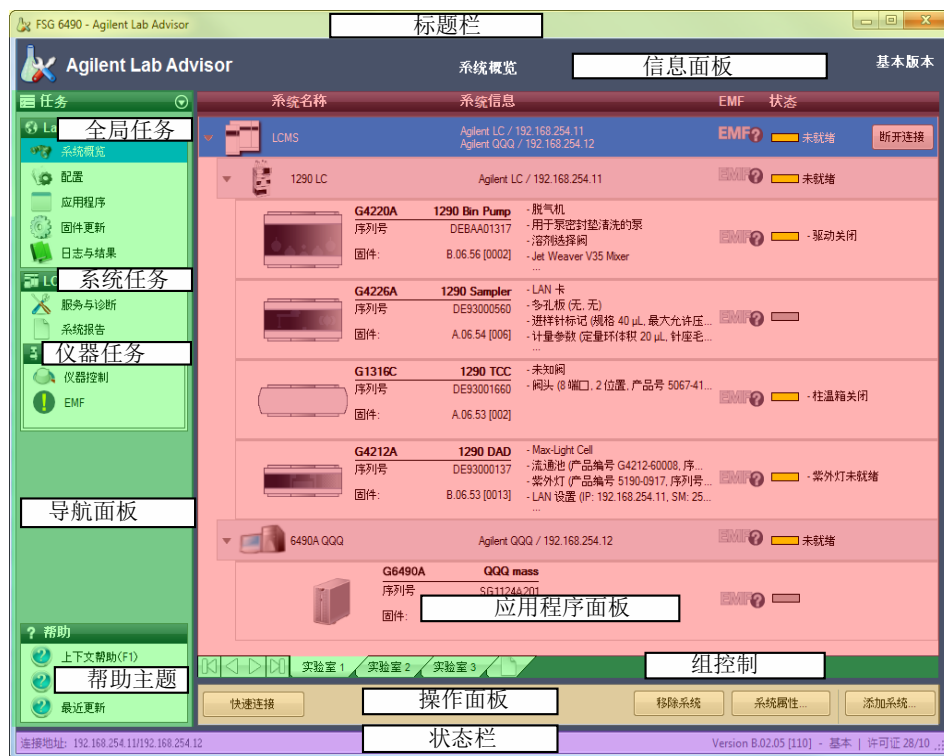 FSG 6490 - Agilent Lab Advisor
标题栏
Agilent Lab Advisor
系统概览
信息面板
基本版本
任务
系统名称
系统信息
EMF
状态
La
全局任务
系统概览
配置
应用程序
固件更新
日志与结果
LC
系统任务
服务与诊断
系统报告
仪器任务
仪器控制
EMF
导航面板
LCMS
Agilent LC / 192.168.254.11
Agilent QQQ / 192.168.254.12
EMF?
未就绪
断开连接
1290 LC
Agilent LC / 192.168.254.11
EMF?
未就绪
G4220A
1290 Bin Pump
序列号
DEBAA01317
固件:
B.06.56 [0002]
- 脱气机
- 用于泵密封垫清洗的泵
- 溶剂选择阀
- Jet Weaver V35 Mixer
...
EMF?
- 驱动关闭
G4226A
1290 Sampler
序列号
DE93000560
固件:
A.06.54 [006]
- LAN 卡
- 多孔板 (无, 无)
- 进样针标记 (规格 40 µL, 最大允许压...
- 计量参数 (定量环体积 20 µL, 针座毛...
...
EMF?
G1316C
1290 TCC
序列号
DE93001660
固件:
A.06.53 [002]
- 未知阀
- 阀头 (8 端口, 2 位置, 产品号 5067-41...
EMF?
- 柱温箱关闭
G4212A
1290 DAD
序列号
DE93000137
固件:
B.06.53 [0013]
- Max-Light Cell
- 流通池 (产品编号 G4212-60008, 序...
- 紫外灯 (产品编号 5190-0917, 序列号...
- LAN 设置 (IP: 192.168.254.11, SM: 25...
...
EMF?
- 紫外灯未就绪
6490A QQQ
Agilent QQQ / 192.168.254.12
EMF?
未就绪
G6490A
QQQ mass
序列号
SG1124A201
固件:
应用程序面板
EMF?
? 帮助
上下文帮助(F1)
帮助主题
最近更新
实验室 1
实验室 2
实验室 3
组控制
快速连接
操作面板
移除系统
系统属性...
添加系统...
连接地址: 192.168.254.11/192.168.254.12
状态栏
Version B.02.05 [110] - 基本 | 许可证 28/10